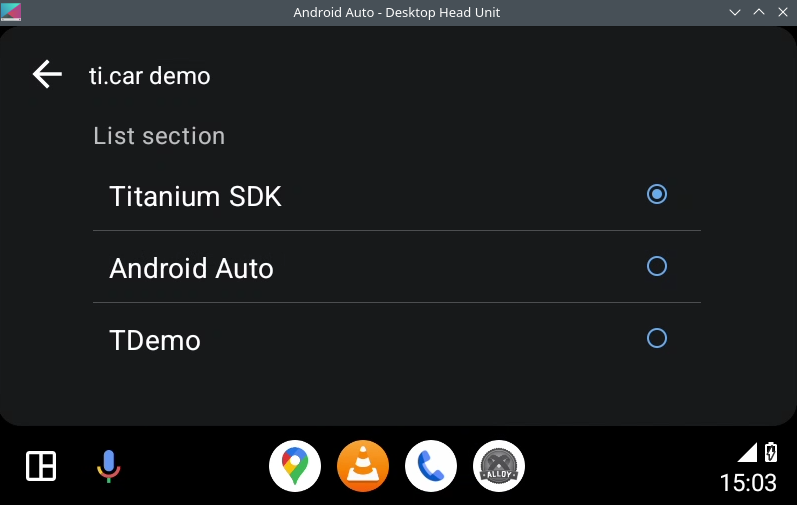 Android Auto - Desktop Head Unit
ti.car demo
List section
Titanium SDK
Android Auto
TDemo
ALLOY
15:03